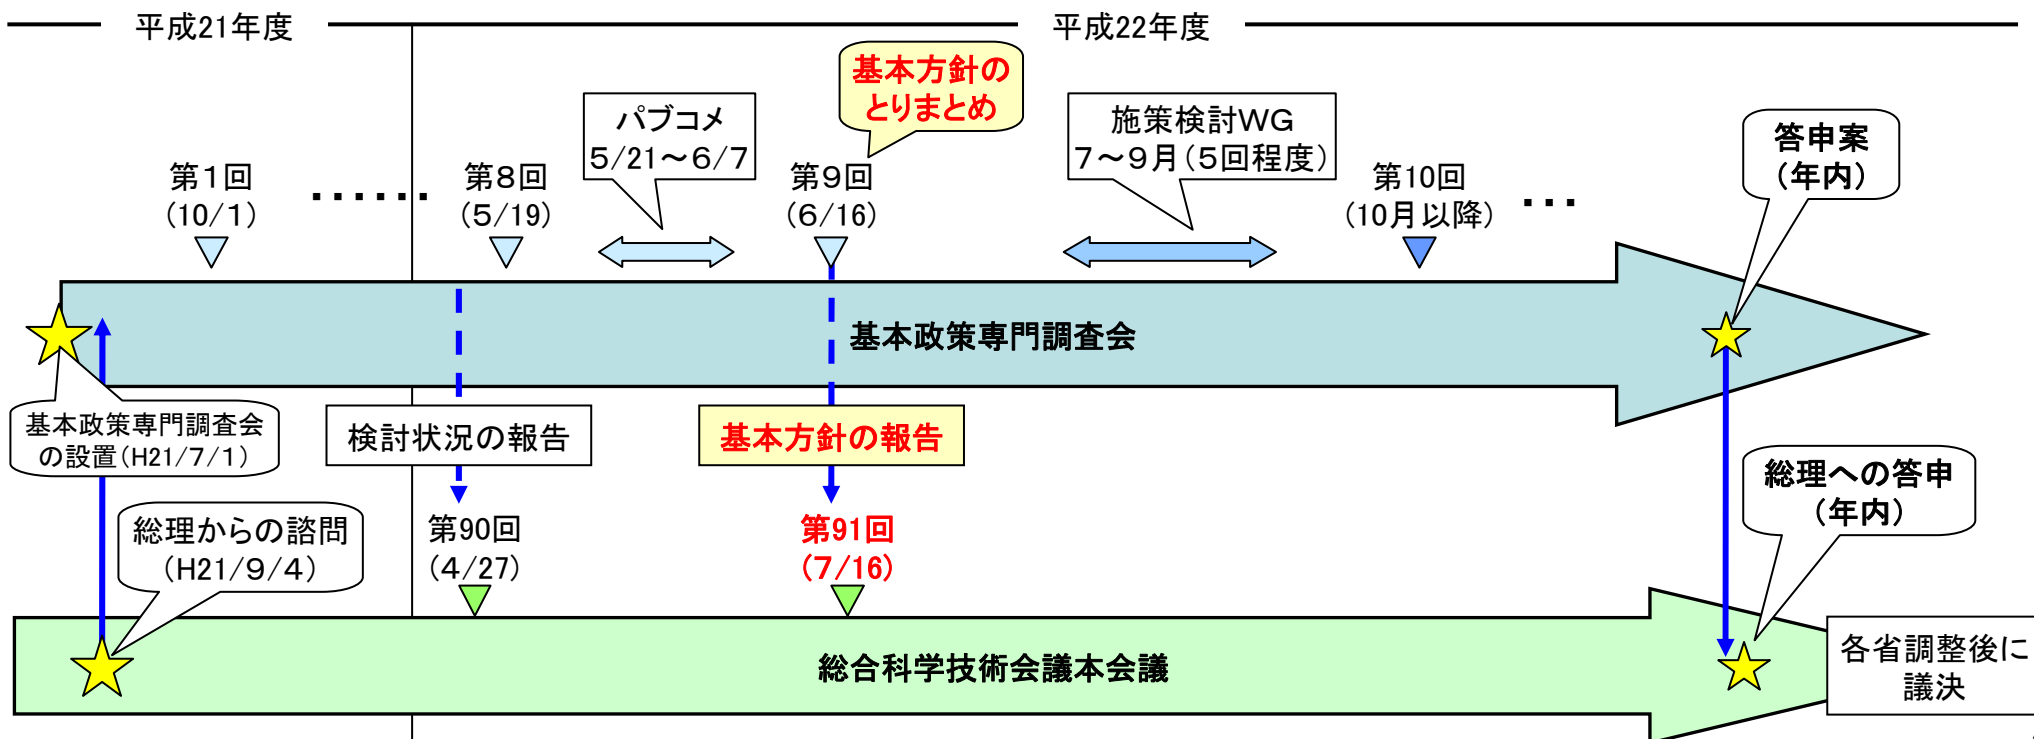 平成21年度
平成22年度
基本方針の
とりまとめ
パブコメ
5/21～6/7
施策検討WG
7～9月(5回程度)
答申案
(年内)
第1回
(10/1)
······
第8回
(5/19)
第9回
(6/16)
第10回
(10月以降)
···
基本政策専門調査会
基本政策専門調査会
の設置(H21/7/1)
検討状況の報告
基本方針の報告
総理への答申
(年内)
総理からの諮問
(H21/9/4)
第90回
(4/27)
第91回
(7/16)
総合科学技術会議本会議
各省調整後に
議決